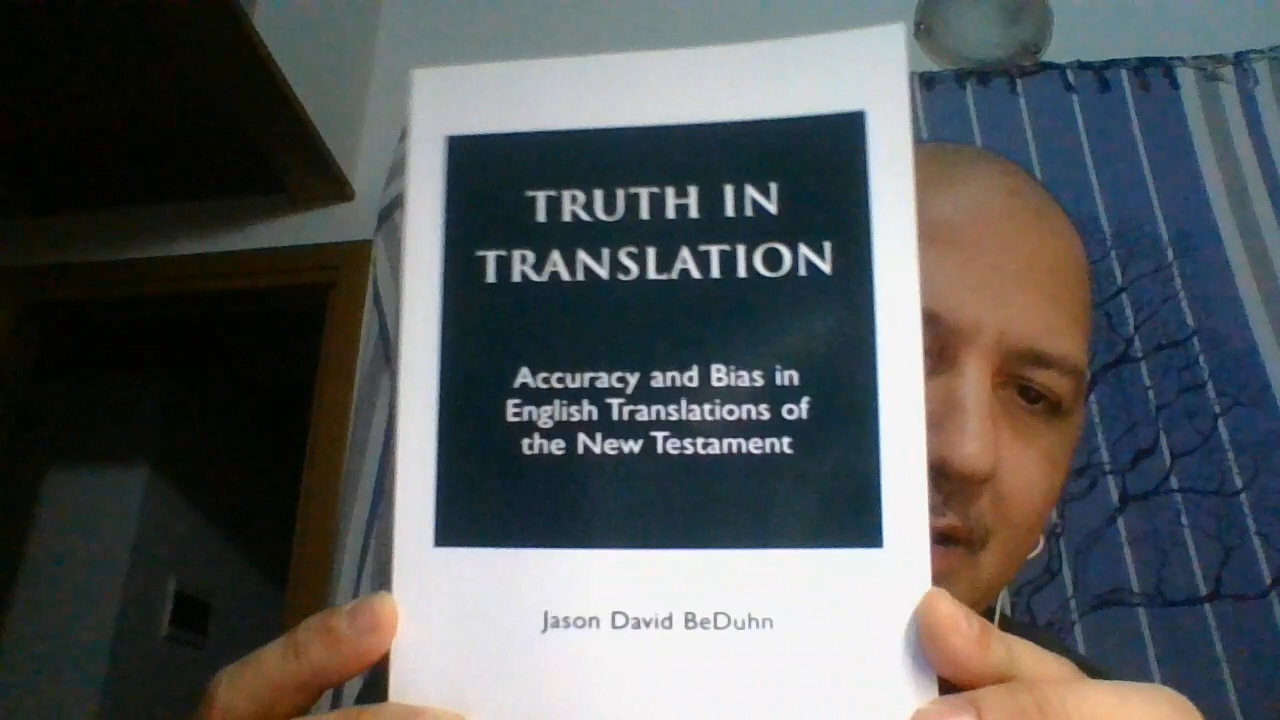 TRUTH IN
TRANSLATION
Accuracy and Bias in
English Translations of
the New Testament
Jason David BeDuhn